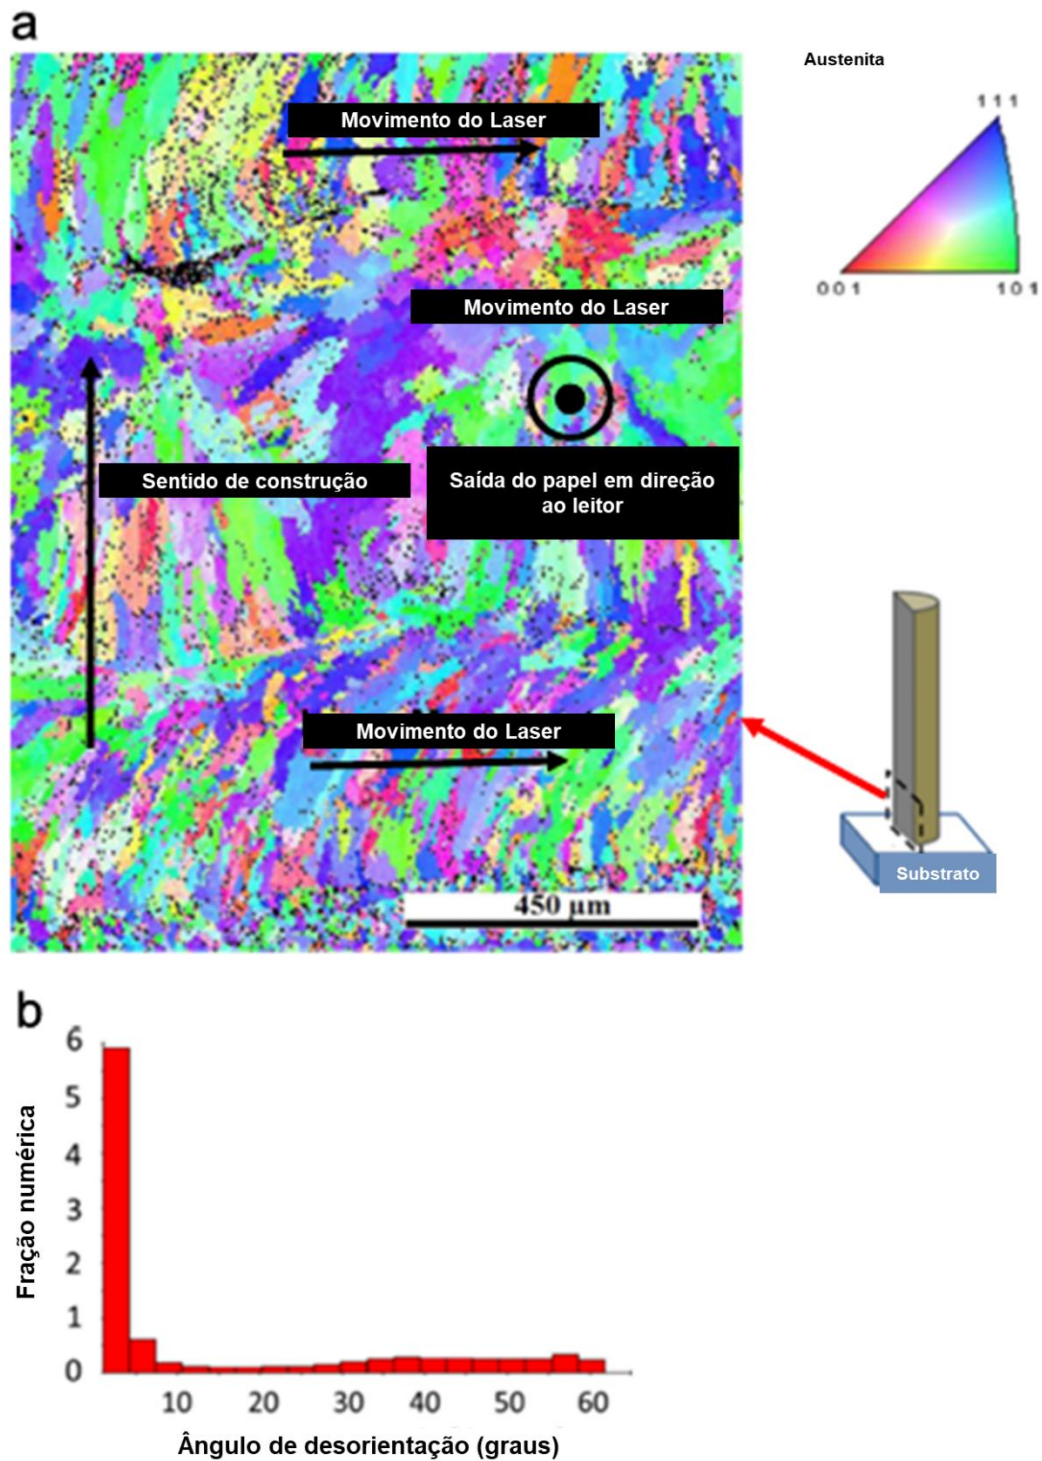 a
Austenita
1 1 1
Movimento do Laser
0 0 1
1 0 1
Movimento do Laser
Sentido de construção
Saída do papel em direção
ao leitor
Movimento do Laser
Substrato
450 µm
b
6
5
4
3
2
1
0
Fração numérica
10 20 30 40 50 60
Ângulo de desorientação (graus)